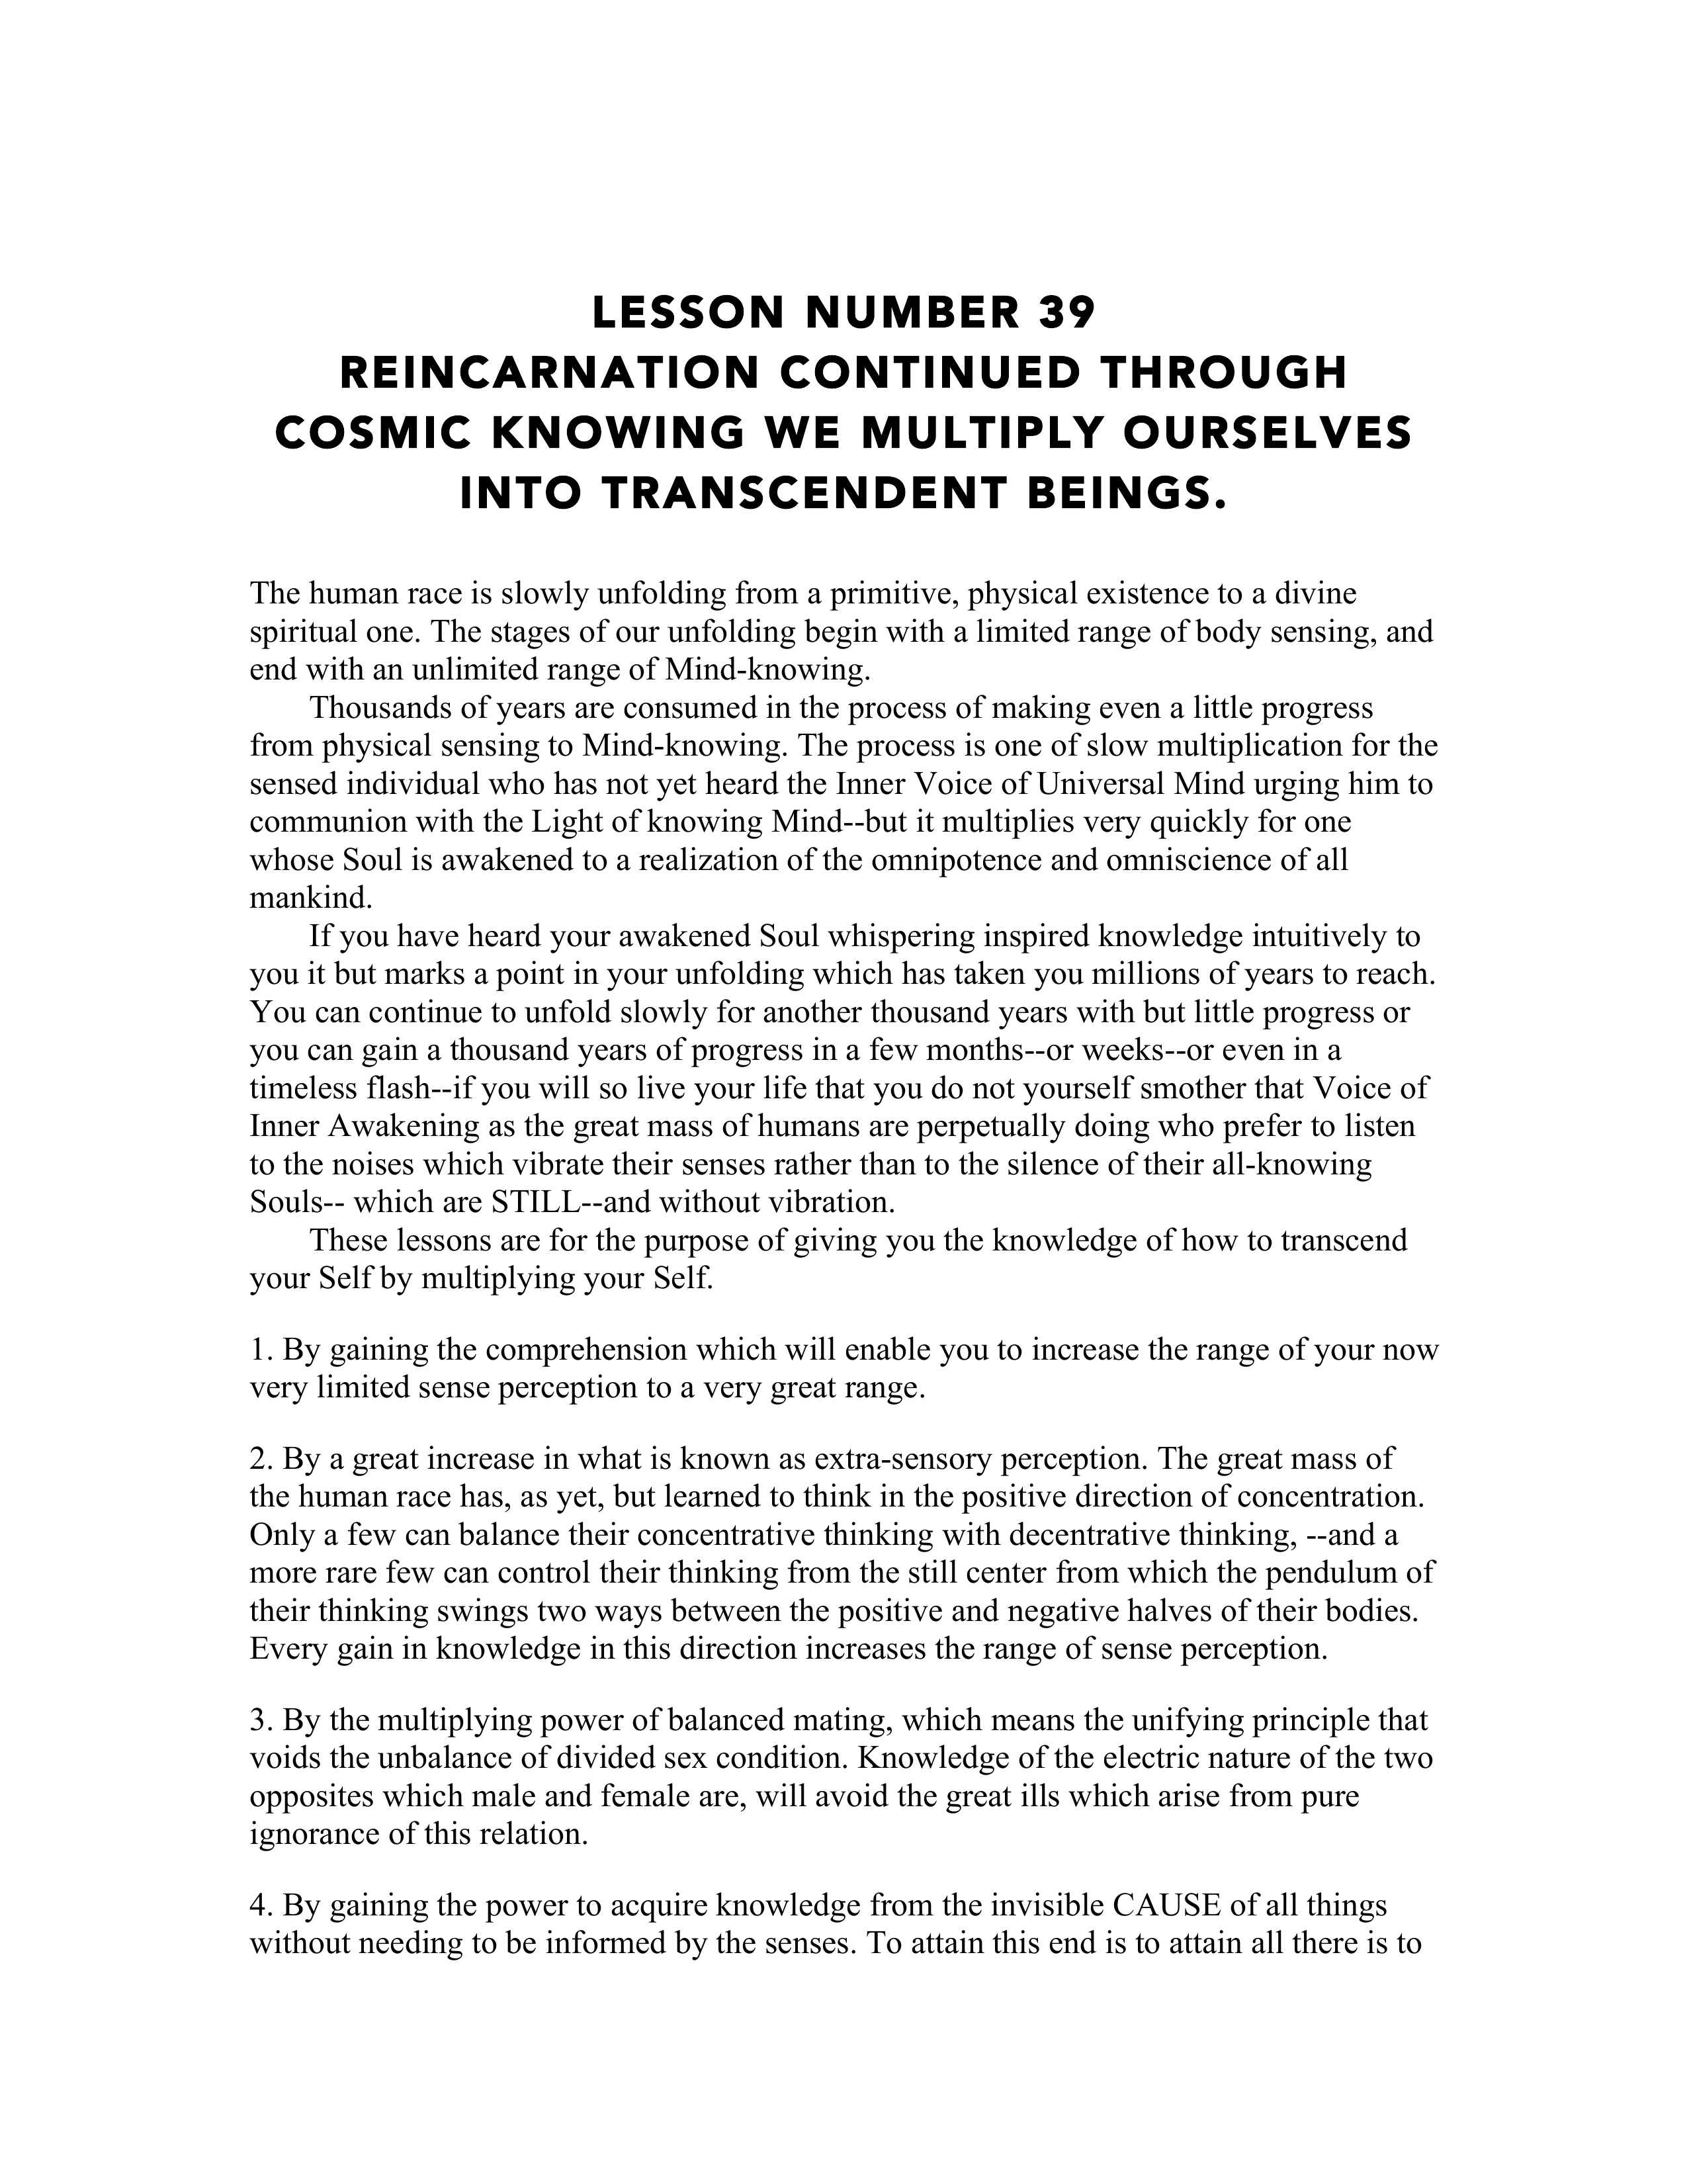 LESSON NUMBER 39
REINCARNATION CONTINUED THROUGH
COSMIC KNOWING WE MULTIPLY OURSELVES
INTO TRANSCENDENT BEINGS.
The human race is slowly unfolding from a primitive, physical existence to a divine
spiritual one. The stages of our unfolding begin with a limited range of body sensing, and
end with an unlimited range of Mind-knowing.
Thousands of years are consumed in the process of making even a little progress
from physical sensing to Mind-knowing. The process is one of slow multiplication for the
sensed individual who has not yet heard the Inner Voice of Universal Mind urging him to
communion with the Light of knowing Mind--but it multiplies very quickly for one
whose Soul is awakened to a realization of the omnipotence and omniscience of all
mankind.
If you have heard your awakened Soul whispering inspired knowledge intuitively to
you it but marks a point in your unfolding which has taken you millions of years to reach.
You can continue to unfold slowly for another thousand years with but little progress or
you can gain a thousand years of progress in a few months--or weeks--or even in a
timeless flash--if you will so live your life that you do not yourself smother that Voice of
Inner Awakening as the great mass of humans are perpetually doing who prefer to listen
to the noises which vibrate their senses rather than to the silence of their all-knowing
Souls-- which are STILL--and without vibration.
These lessons are for the purpose of giving you the knowledge of how to transcend
your Self by multiplying your Self.
1. By gaining the comprehension which will enable you to increase the range of your now
very limited sense perception to a very great range.
2. By a great increase in what is known as extra-sensory perception. The great mass of
the human race has, as yet, but learned to think in the positive direction of concentration.
Only a few can balance their concentrative thinking with decentrative thinking, --and a
more rare few can control their thinking from the still center from which the pendulum of
their thinking swings two ways between the positive and negative halves of their bodies.
Every gain in knowledge in this direction increases the range of sense perception.
3. By the multiplying power of balanced mating, which means the unifying principle that
voids the unbalance of divided sex condition. Knowledge of the electric nature of the two
opposites which male and female are, will avoid the great ills which arise from pure
ignorance of this relation.
4. By gaining the power to acquire knowledge from the invisible CAUSE of all things
without needing to be informed by the senses. To attain this end is to attain all there is to